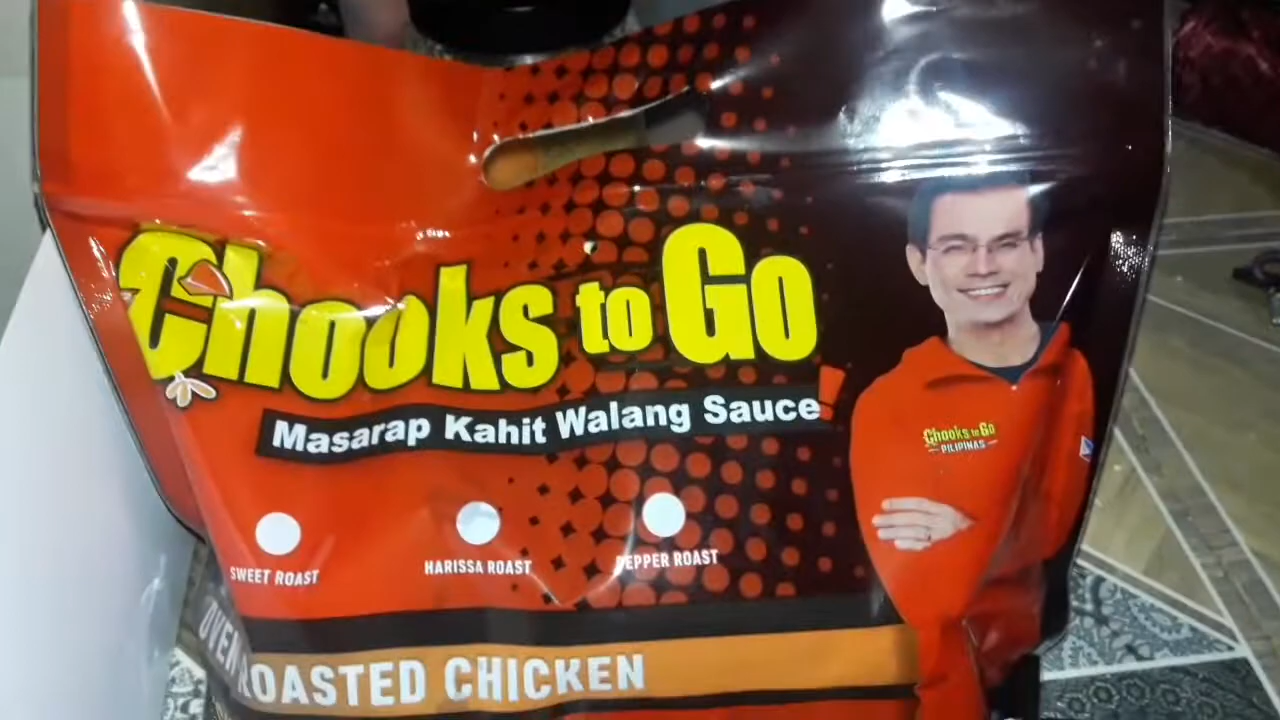 Chooks to Go
Masarap Kahit Walang Sauce!
Chooks to Go
PILIPINAS
SWEET ROAST
HARISSA ROAST
PEPPER ROAST
OVEN ROASTED CHICKEN